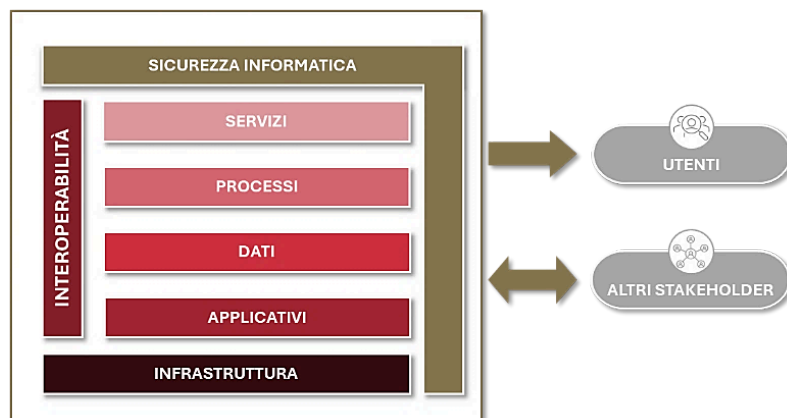 SICUREZZA INFORMATICA
INTEROPERABILITÀ
SERVIZI
PROCESSI
DATI
APPLICATIVI
INFRASTRUTTURA
UTENTI
ALTRI STAKEHOLDER